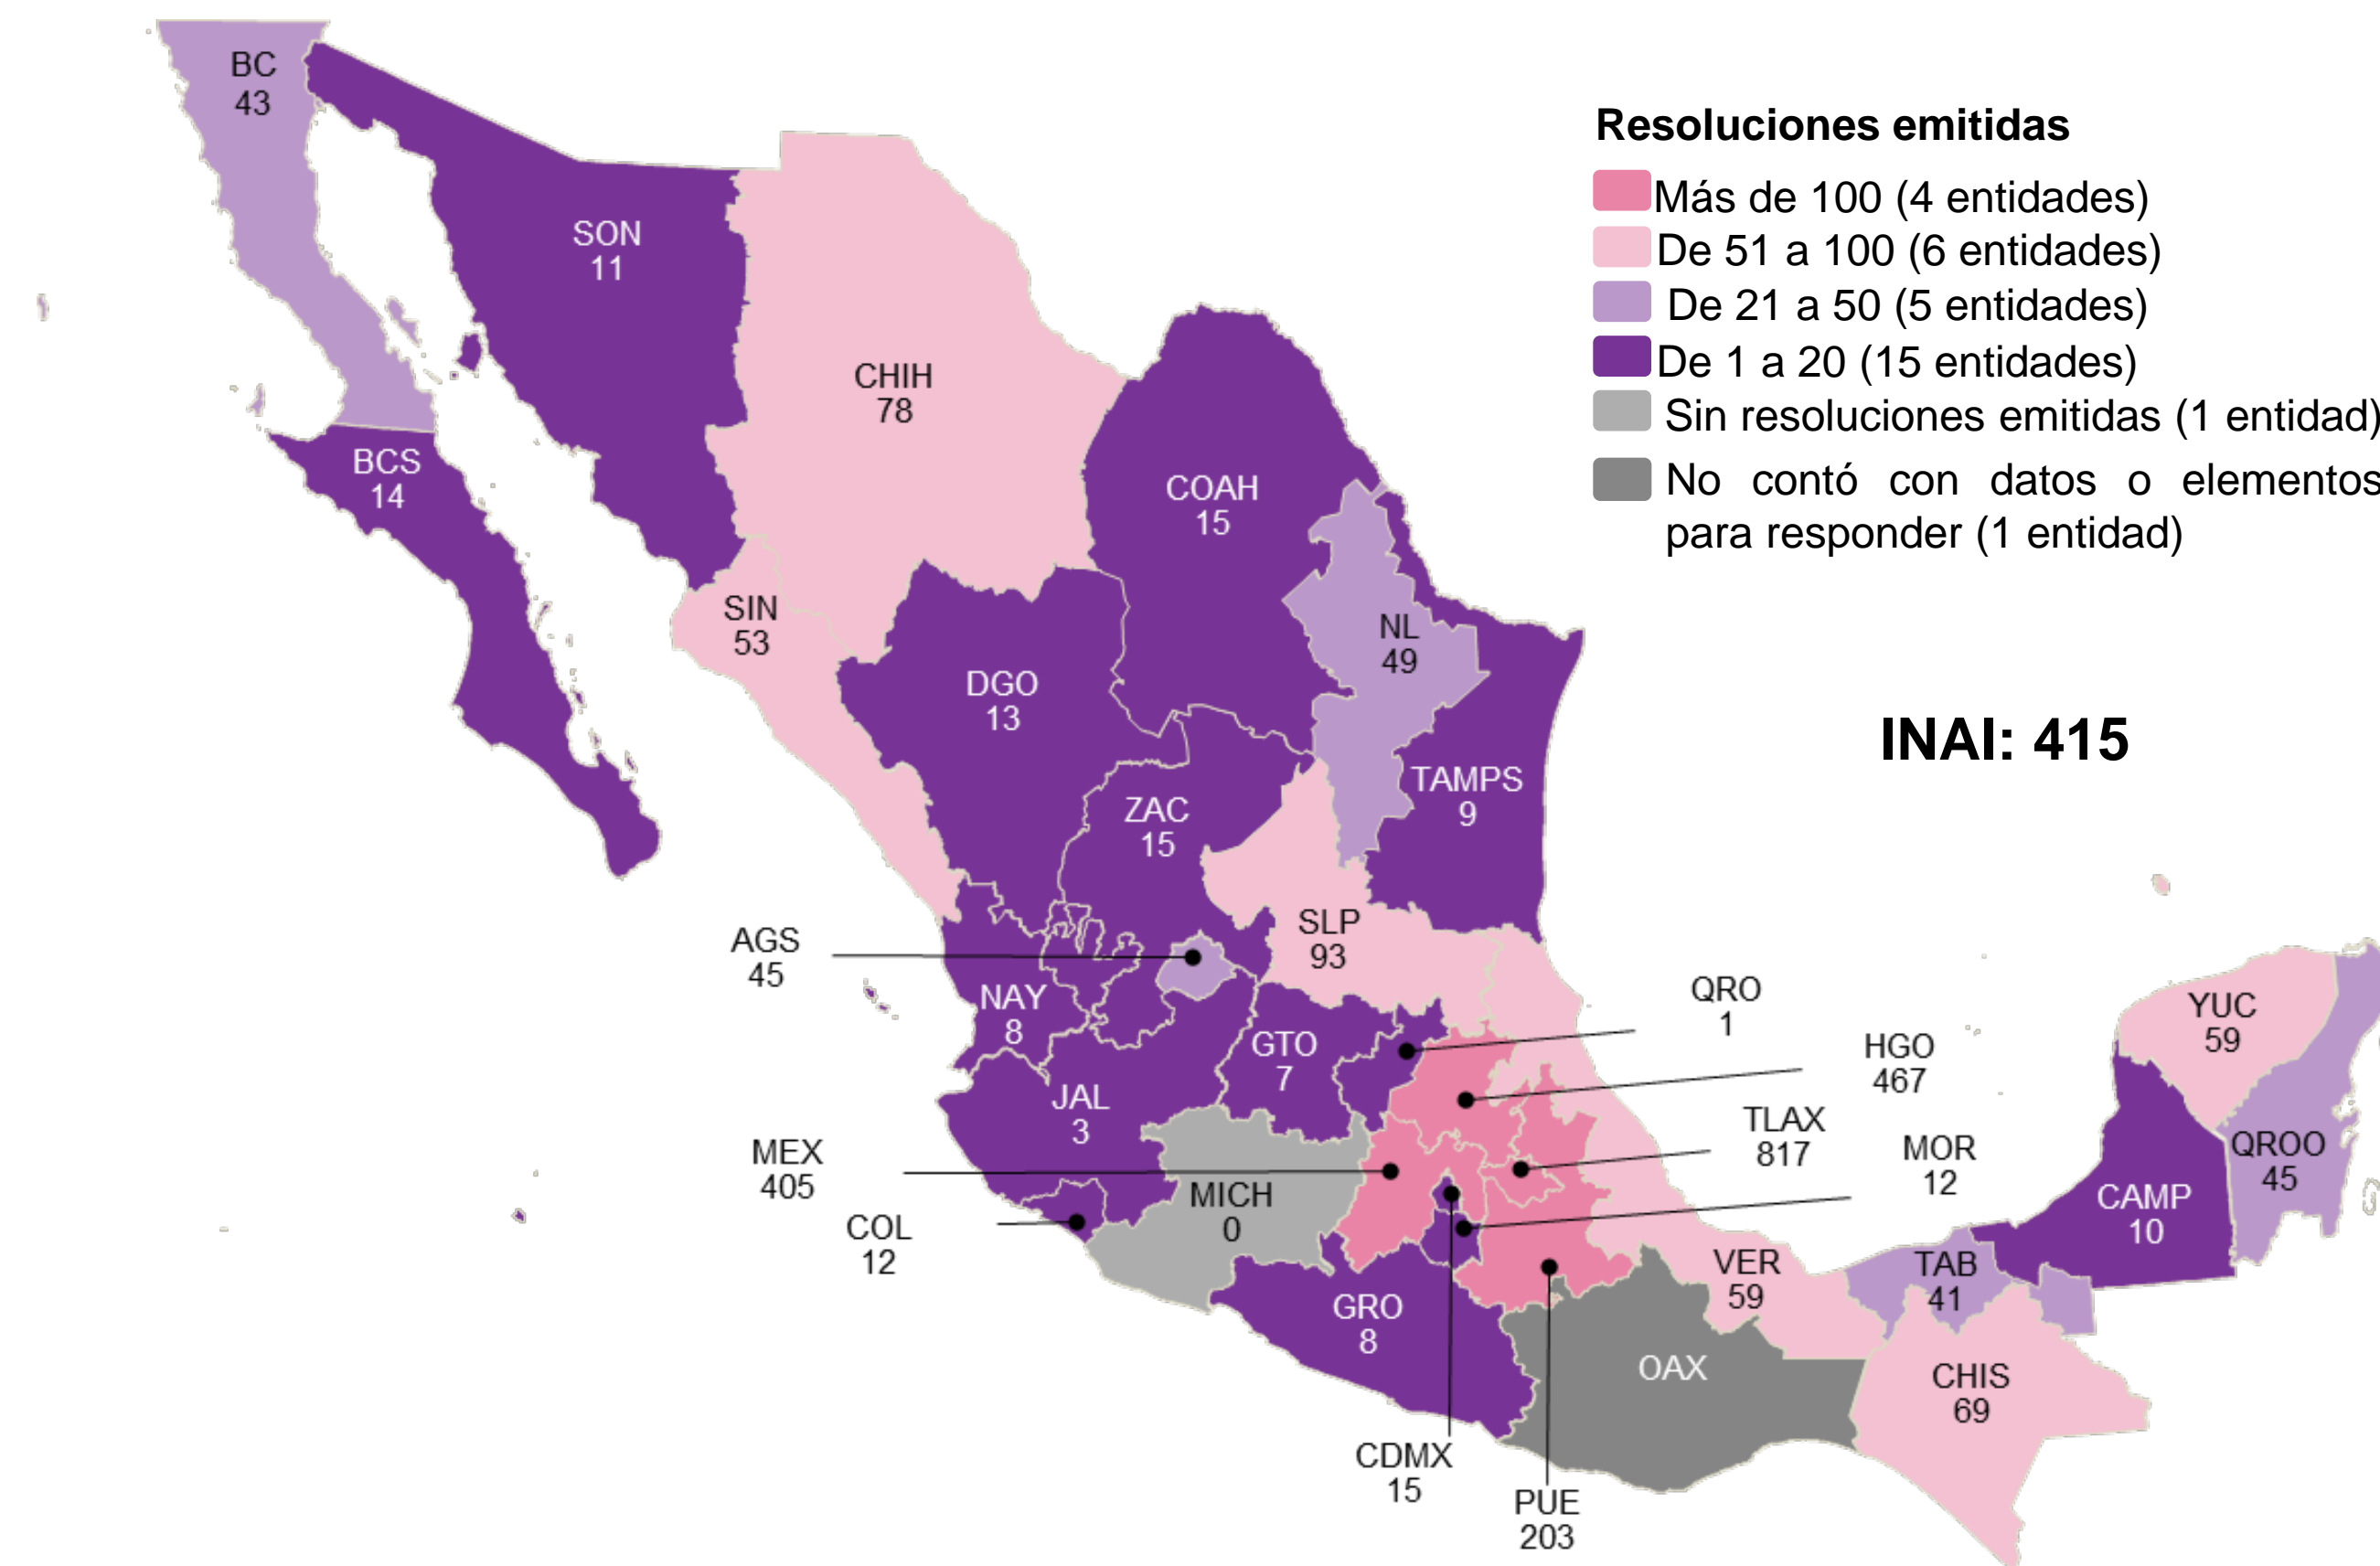 BC
43
Resoluciones emitidas
Más de 100 (4 entidades)
De 51 a 100 (6 entidades)
De 21 a 50 (5 entidades)
De 1 a 20 (15 entidades)
Sin resoluciones emitidas (1 entidad)
No contó con datos o elementos
para responder (1 entidad)
SON
11
CHIH
78
BCS
14
COAH
15
SIN
53
NL
49
DGO
13
INAI: 415
TAMPS
9
ZAC
15
SLP
93
AGS
45
NAY
8
QRO
1
YUC
59
GTO
7
HGO
467
JAL
3
TLAX
817
MEX
405
MOR
12
QROO
45
MICH
0
CAMP
10
COL
12
VER
59
TAB
41
GRO
8
OAX
CHIS
69
CDMX
15
PUE
203